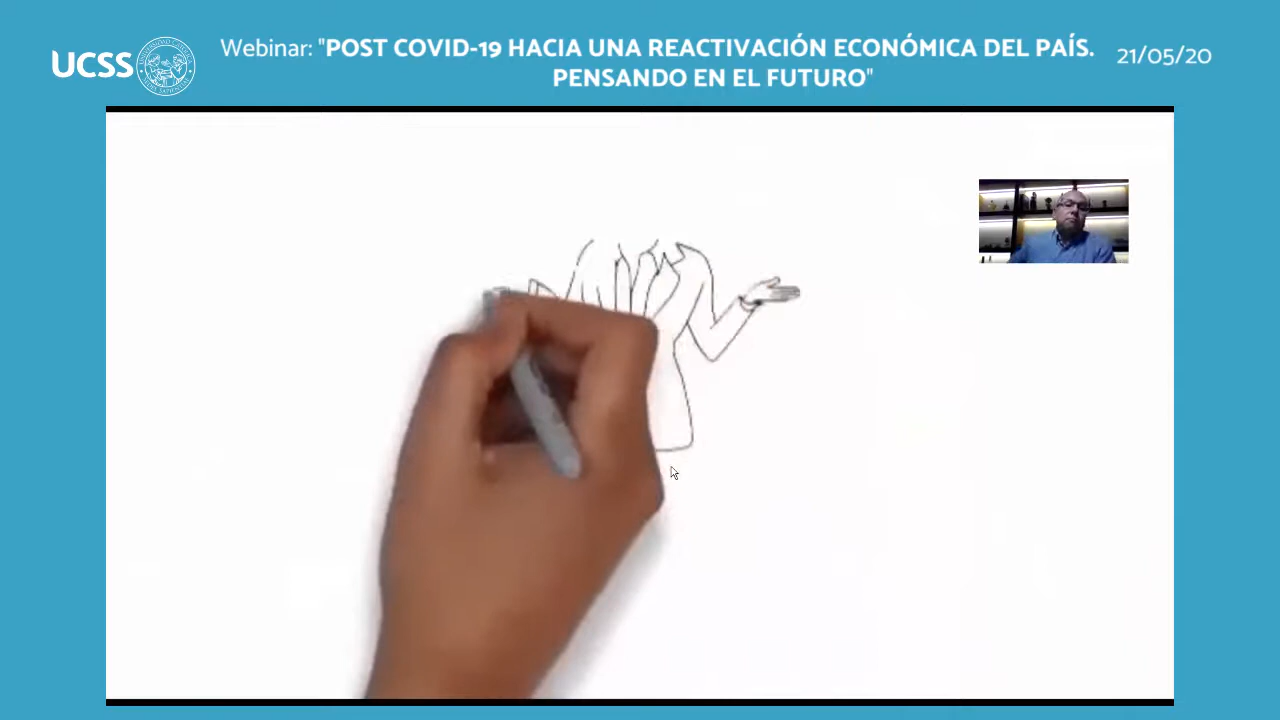 UCSS
Webinar: "POST COVID-19 HACIA UNA REACTIVACIÓN ECONÓMICA DEL PAÍS.
PENSANDO EN EL FUTURO"
21/05/20